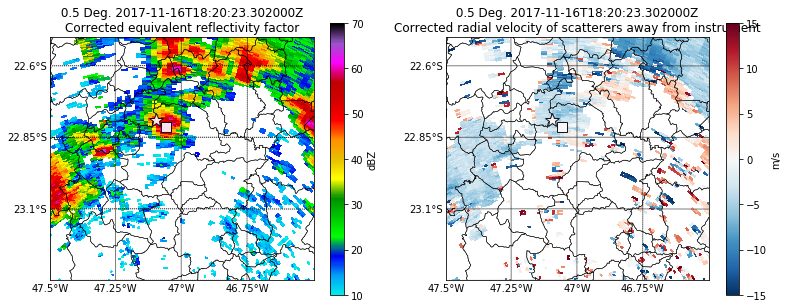 0.5 Deg. 2017-11-16T18:20:23.302000Z
Corrected equivalent reflectivity factor
22.6°S
22.85°S
23.1°S
47.5°W 47.25°W 47°W 46.75°W
70
60
50
40
30
20
10
dBZ
0.5 Deg. 2017-11-16T18:20:23.302000Z
Corrected radial velocity of scatterers away from instrument
22.6°S
22.85°S
23.1°S
47.5°W 47.25°W 47°W 46.75°W
15
10
5
0
−5
−10
−15
m/s